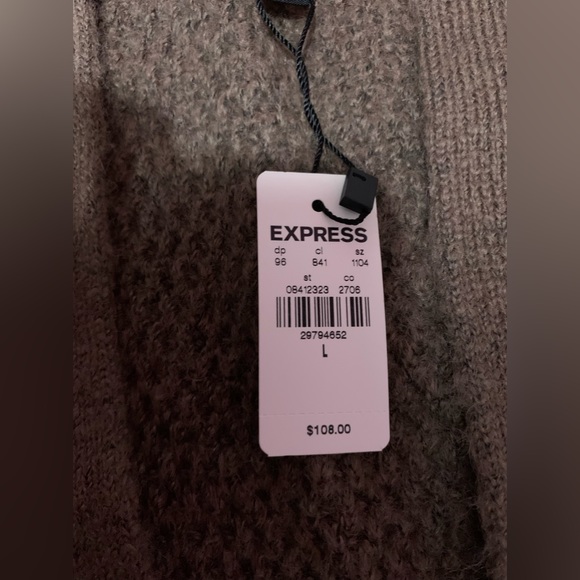 EXPRESS
dp cl sz
96 841 1104
st co
08412323 2706
29794652
L
$108.00